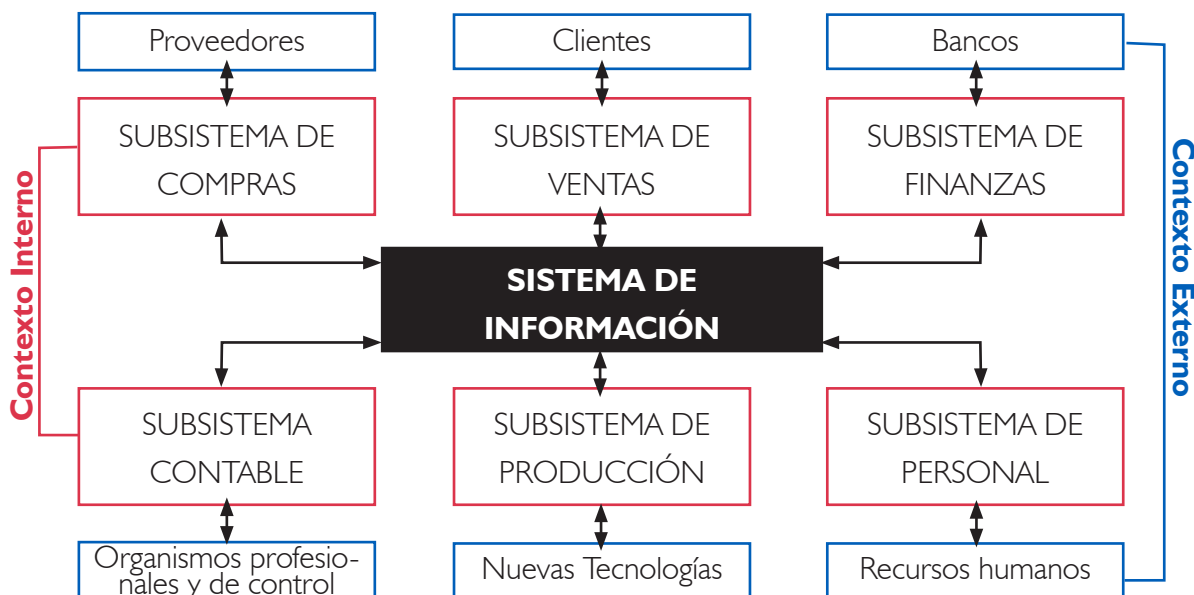 Proveedores
Clientes
Bancos
SUBSISTEMA DE
COMPRAS
SUBSISTEMA DE
VENTAS
SUBSISTEMA DE
FINANZAS
Contexto Interno
Contexto Externo
SISTEMA DE
INFORMACIÓN
SUBSISTEMA
CONTABLE
SUBSISTEMA DE
PRODUCCIÓN
SUBSISTEMA DE
PERSONAL
Organismos profesio-
nales y de control
Nuevas Tecnologías
Recursos humanos